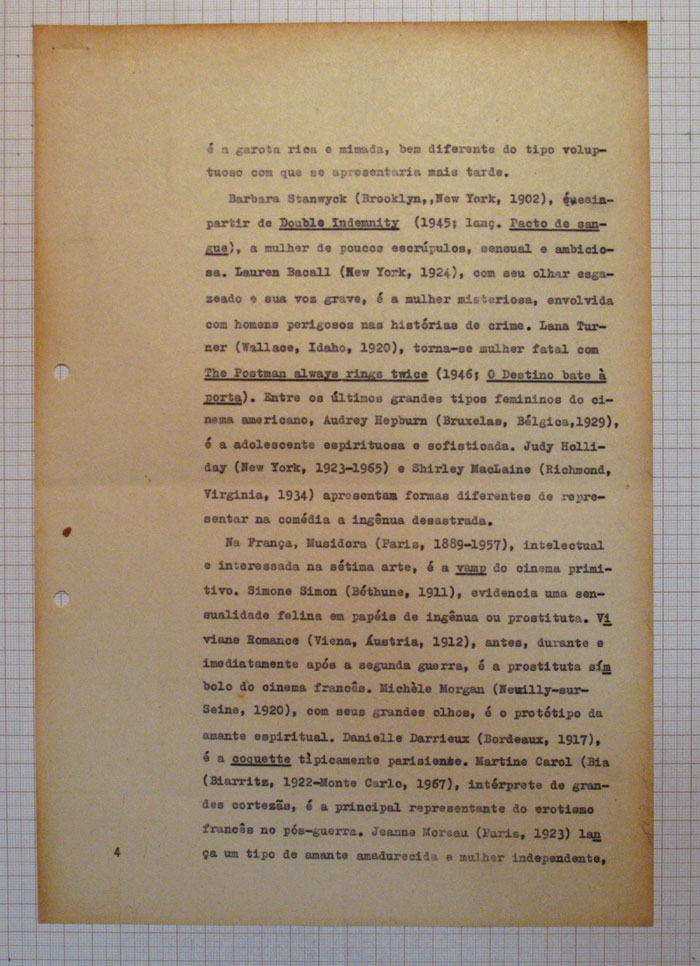 é a garota rica e mimada, bem diferente do tipo volup-
tuoso com que se apresentaria mais tarde.
Barbara Stanwyck (Brooklyn,,New York, 1902),
partir de Double Indemnity (1945; lanç. Pacto de san-
gue), a mulher de poucos escrúpulos, sensual e ambicio-
sa. Lauren Bacall (New York, 1924), com seu olhar esga-
zeado e sua voz grave, é a mulher misteriosa, envolvida
com homens perigosos nas histórias de crime. Lana Tur-
ner (Wallace, Idaho, 1920), torna-se mulher fatal com
The Postman always rings twice (1946; O Destino bate à
porta). Entre os últimos grandes tipos femininos do ci-
nema americano, Audrey Hepburn (Bruxelas, Bélgica,1929),
é a adolescente espirituosa e sofisticada. Judy Holli-
day (New York, 1923-1965) e Shirley MacLaine (Richmond,
Virginia, 1934) apresentam formas diferentes de repre-
sentar na comédia a ingênua desastrada.
Na França, Musidora (Paris, 1889-1957), intelectual
e interessada na sétima arte, é a vamp do cinema primi-
tivo. Simone Simon (Béthune, 1911), evidencia uma sen-
sualidade felina em papéis de ingênua ou prostituta. Vi
viane Romance (Viena, Áustria, 1912), antes, durante e
imediatamente após a segunda guerra, é a prostituta sím
bolo do cinema francês. Michèle Morgan (Neuilly-sur-
Seine, 1920), com seus grandes olhos, é o protótipo da
amante espiritual. Danielle Darrieux (Bordeaux, 1917),
é a coquette tìpicamente parisiense. Martine Carol (Bia
(Biarritz, 1922-Monte Carlo, 1967), intérprete de gran-
des cortezãs, é a principal representante do erotismo
francês no pós-guerra. Jeanne Moreau (Paris, 1923) lan
ça um tipo de amante amadurecida e mulher independente,
4